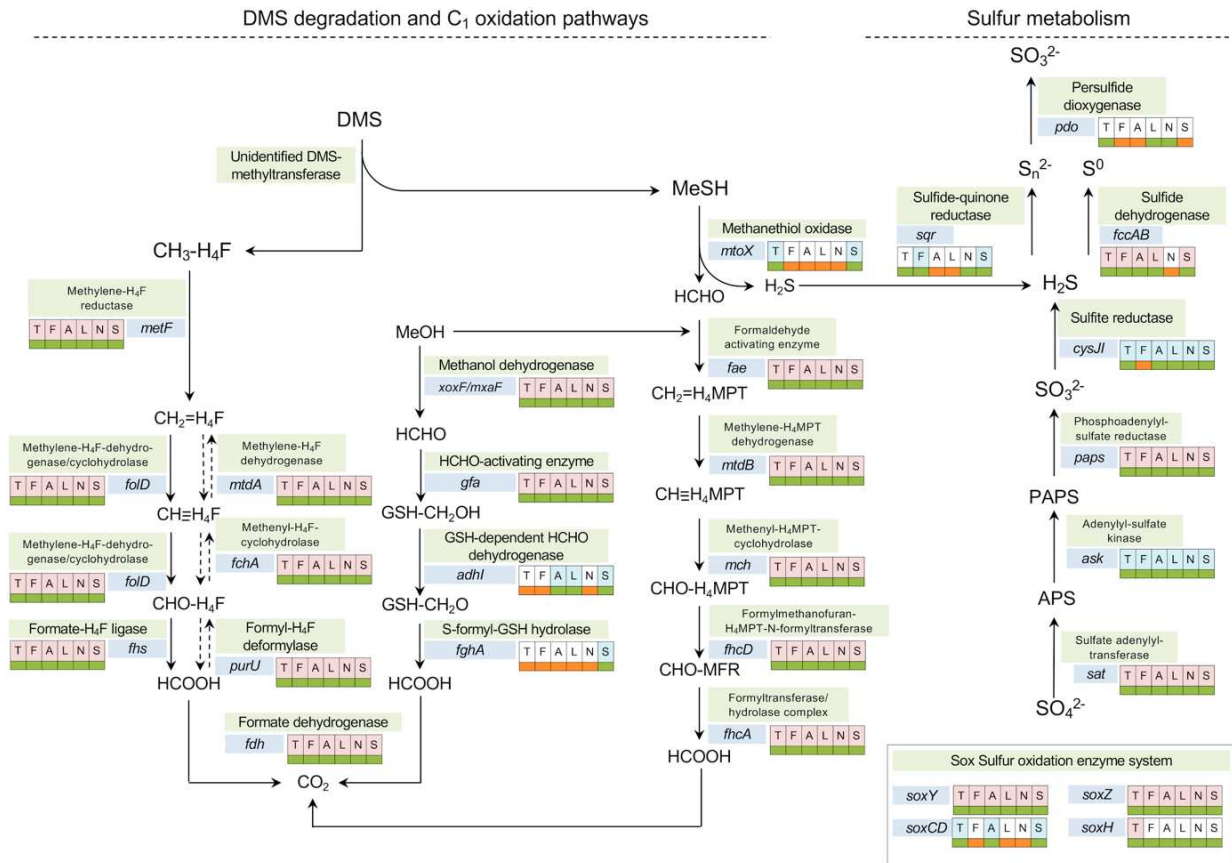 DMS degradation and C₁ oxidation pathways
Sulfur metabolism
DMS
Unidentified DMS-
methyltransferase
MeSH
CH₃-H₄F
Methylene-H₄F
reductase
T F A L N S metF
CH₂=H₄F
Methylene-H₄F-dehydro-
genase/cyclohydrolase
T F A L N S folD
Methylene-H₄F
dehydrogenase
mtdA T F A L N S
CH≡H₄F
Methylene-H₄F-dehydro-
genase/cyclohydrolase
T F A L N S folD
Methenyl-H₄F-
cyclohydrolase
fchA T F A L N S
CHO-H₄F
Formate-H₄F ligase
T F A L N S fhs
Formyl-H₄F
deformylase
purU T F A L N S
HCOOH
Formate dehydrogenase
fdh T F A L N S
CO₂
MeOH
Methanol dehydrogenase
xoxF/mxaF T F A L N S
HCHO
HCHO-activating enzyme
gfa T F A L N S
GSH-CH₂OH
GSH-dependent HCHO
dehydrogenase
adhI T F A L N S
GSH-CH₂O
S-formyl-GSH hydrolase
fghA T F A L N S
HCOOH
Methanethiol oxidase
mtoX T F A L N S
HCHO
H₂S
Formaldehyde
activating enzyme
fae T F A L N S
CH₂=H₄MPT
Methylene-H₄MPT
dehydrogenase
mtdB T F A L N S
CH≡H₄MPT
Methenyl-H₄MPT-
cyclohydrolase
mch T F A L N S
CHO-H₄MPT
Formylmethanofuran-
H₄MPT-N-formyltransferase
fhcD T F A L N S
CHO-MFR
Formyltransferase/
hydrolase complex
fhcA T F A L N S
HCOOH
SO₃²⁻
Persulfide
dioxygenase
pdo T F A L N S
Sₙ²⁻
S⁰
Sulfide-quinone
reductase
sqr
T F A L N S
Sulfide
dehydrogenase
fccAB
T F A L N S
H₂S
Sulfite reductase
cysJI T F A L N S
SO₃²⁻
Phosphoadenylyl-
sulfate reductase
paps T F A L N S
PAPS
Adenylyl-sulfate
kinase
ask T F A L N S
APS
Sulfate adenylyl-
transferase
sat T F A L N S
SO₄²⁻
Sox Sulfur oxidation enzyme system
soxY T F A L N S
soxZ T F A L N S
soxCD T F A L N S
soxH T F A L N S